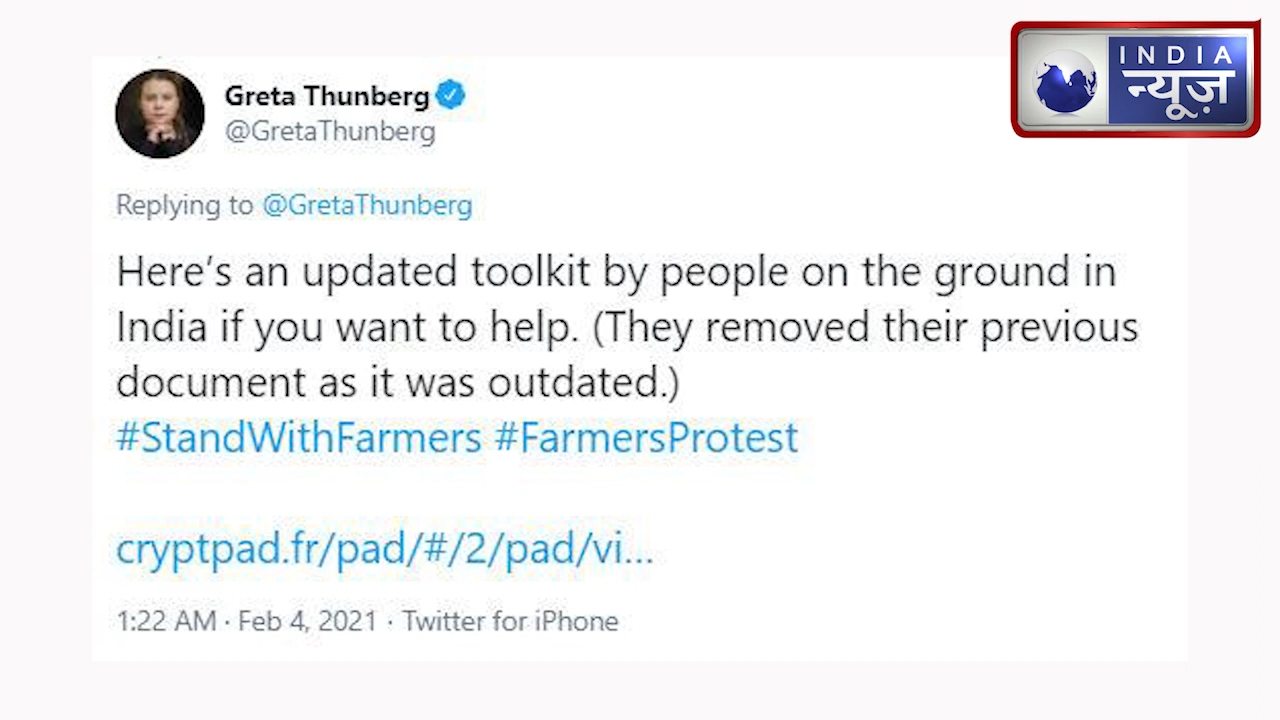 INDIA
न्यूज़
Greta Thunberg
@GretaThunberg
Replying to @GretaThunberg
Here's an updated toolkit by people on the ground in
India if you want to help. (They removed their previous
document as it was outdated.)
#StandWithFarmers #FarmersProtest
cryptpad.fr/pad/#/2/pad/vi...
1:22 AM · Feb 4, 2021 · Twitter for iPhone